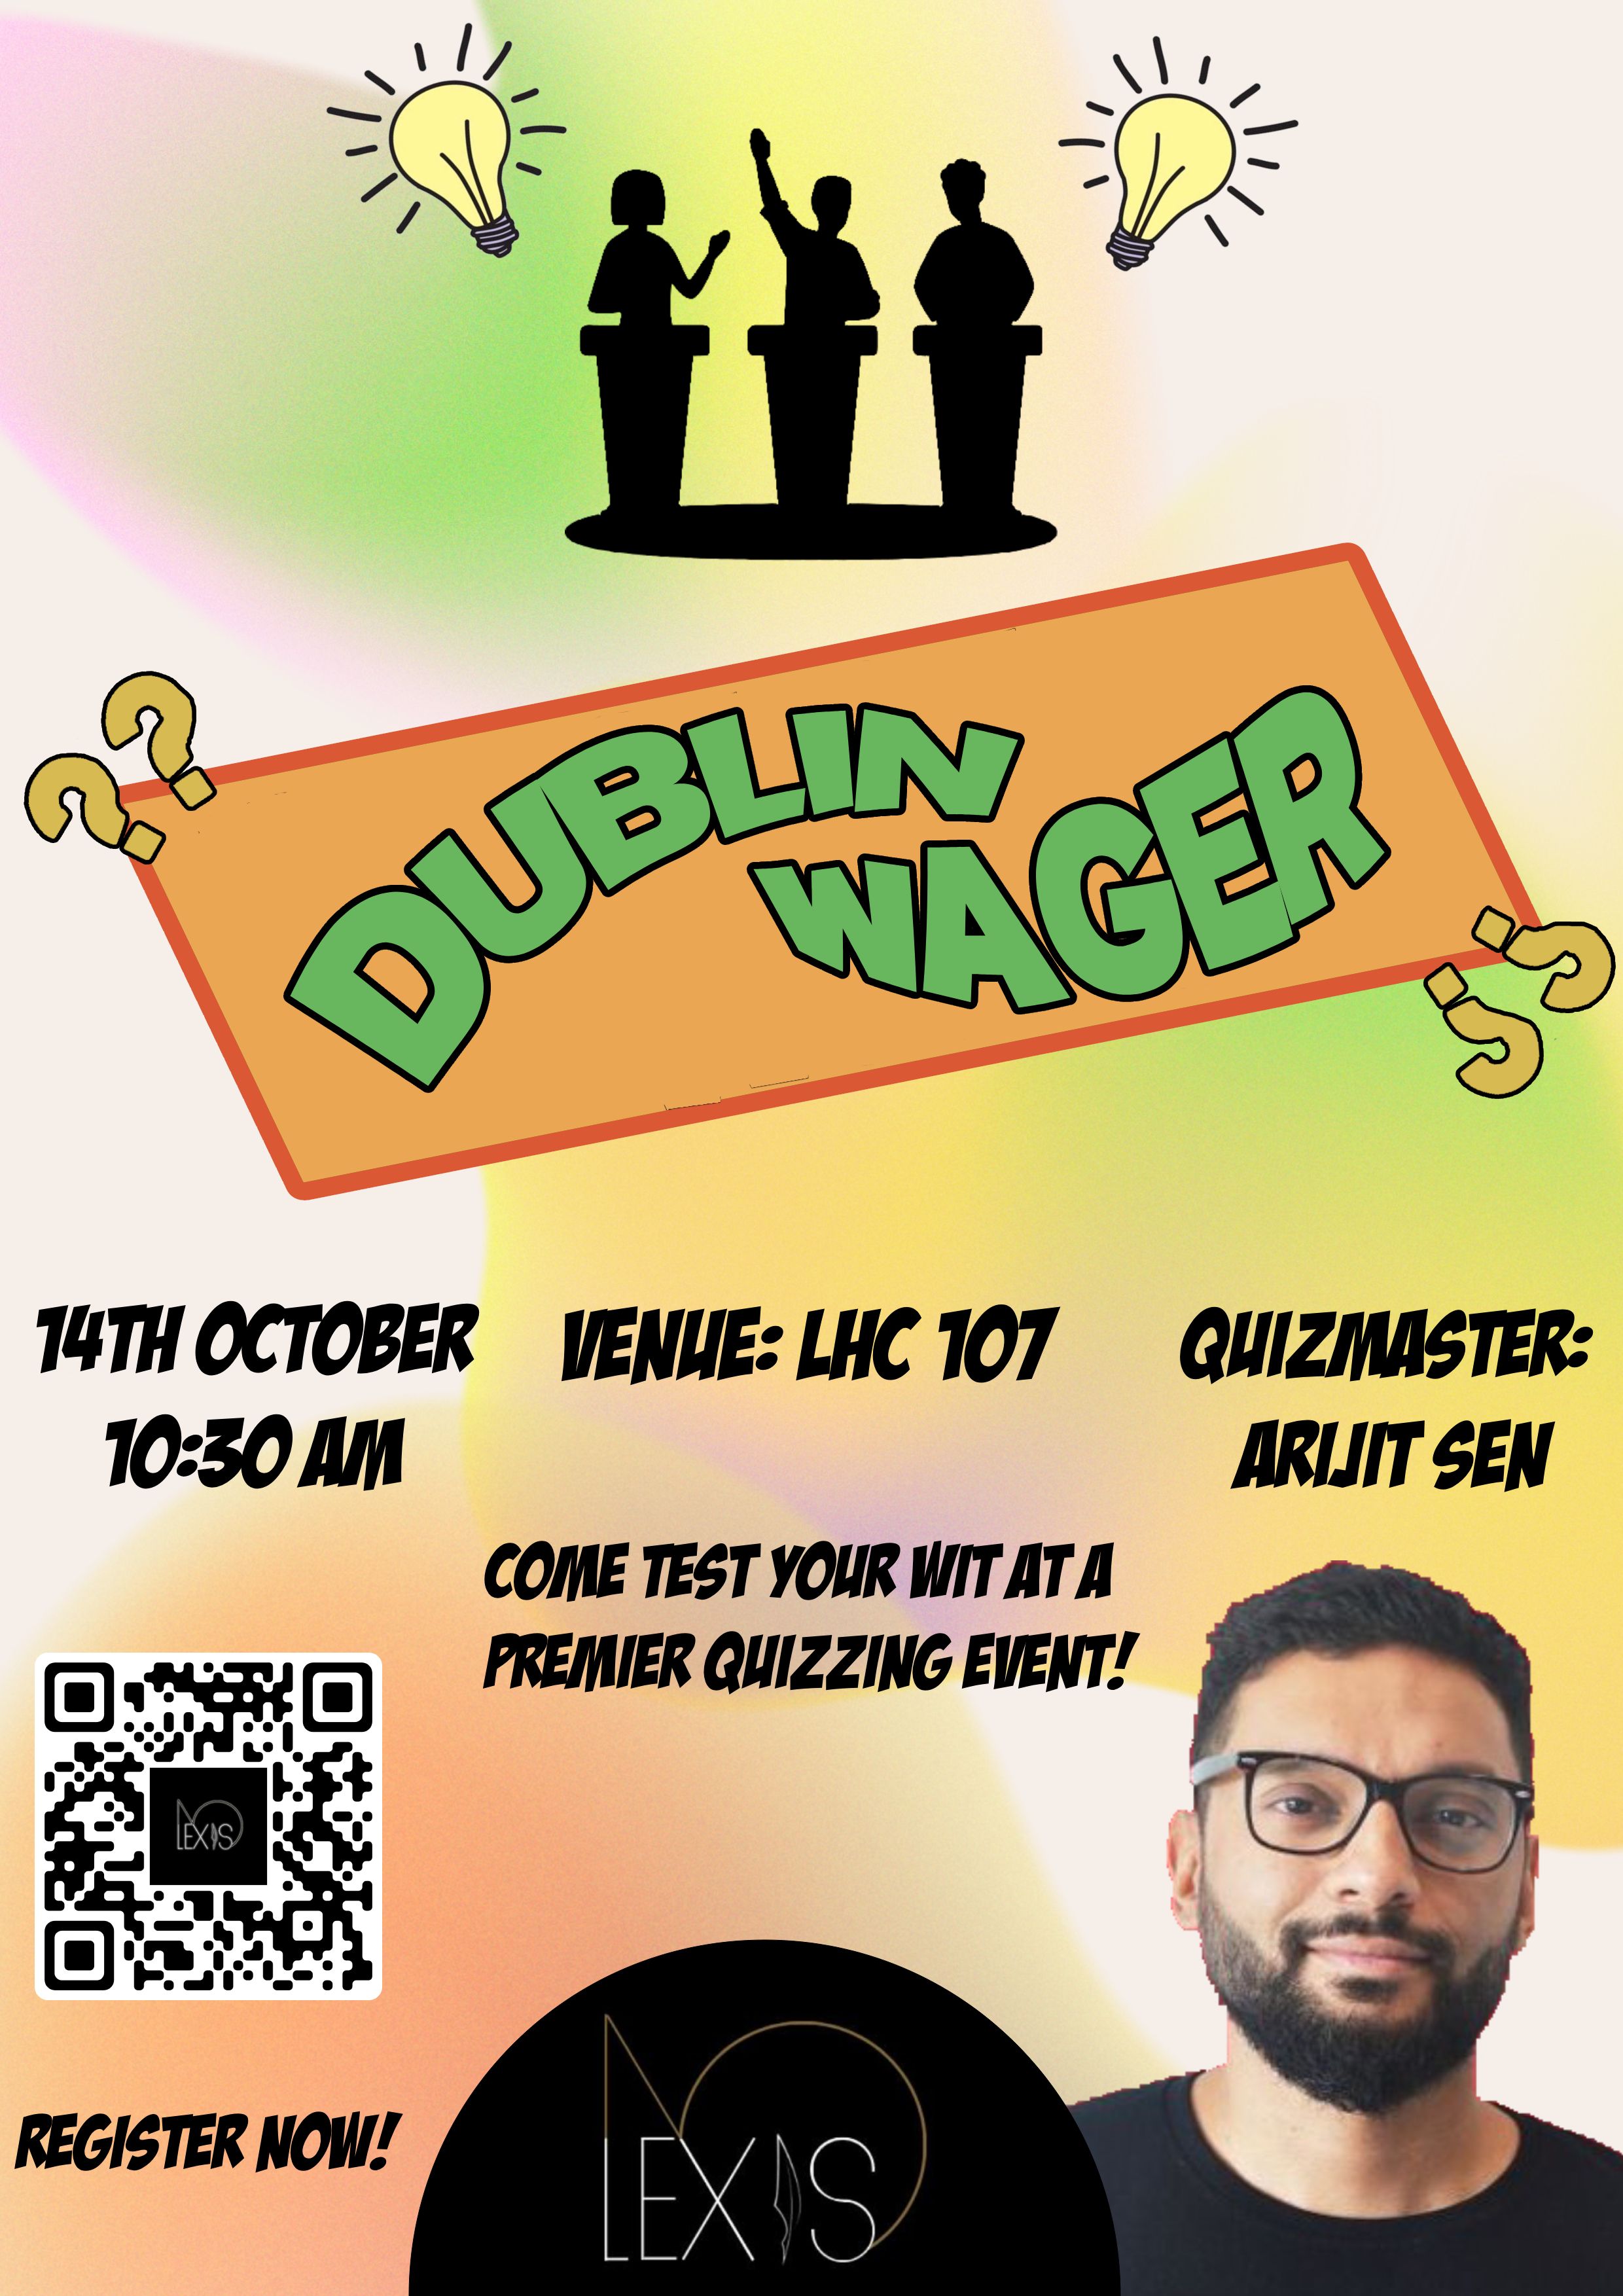 DUBLIN
WAGER
14TH OCTOBER
10:30 AM
VENUE: LHC 107
QUIZMASTER:
ARIJIT SEN
COME TEST YOUR WIT AT A
PREMIER QUIZZING EVENT!
LEXIS
REGISTER NOW!
LEXIS